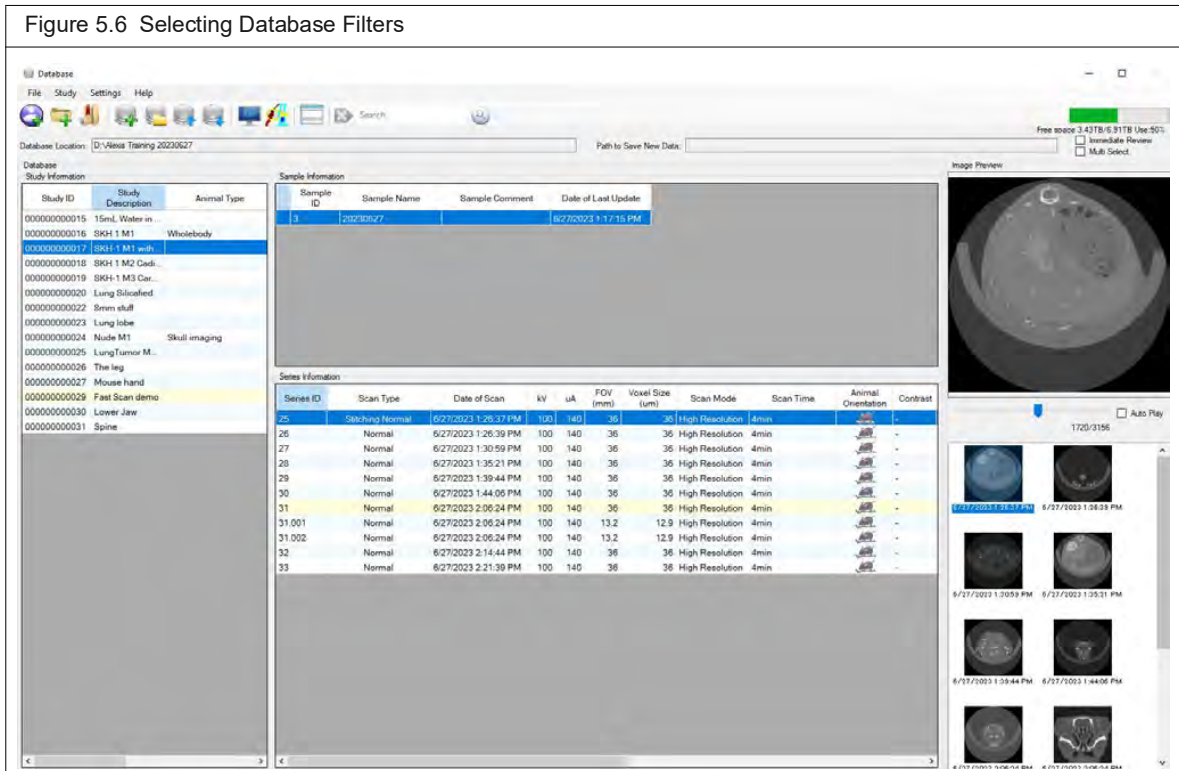 Figure 5.6 Selecting Database Filters
Database
File Study Settings Help
Search
Free space 3.43TB/6.91TB Use:50%
Database Location: D:\Alexis Training 20230627
Path to Save New Data:
Immediate Review
Multi Select
Database
Study Information
Study ID Study Description Animal Type
000000000015 15mL Water in...
000000000016 SKH 1 M1 Wholebody
000000000017 SKH-1 M1 with...
000000000018 SKH 1 M2 Cadi...
000000000019 SKH-1 M3 Car...
000000000020 Lung Silicafied
000000000022 8mm stuff
000000000023 Lung lobe
000000000024 Nude M1 Skull imaging
000000000025 LungTumor M...
000000000026 The leg
000000000027 Mouse hand
000000000029 Fast Scan demo
000000000030 Lower Jaw
000000000031 Spine
Sample Information
Sample ID Sample Name Sample Comment Date of Last Update
3 20230627 6/27/2023 1:17:15 PM
Series Information
Series ID Scan Type Date of Scan kV uA FOV (mm) Voxel Size (um) Scan Mode Scan Time Animal Orientation Contrast
25 Stitching Normal 6/27/2023 1:26:37 PM 100 140 36 36 High Resolution 4min -
26 Normal 6/27/2023 1:26:39 PM 100 140 36 36 High Resolution 4min -
27 Normal 6/27/2023 1:30:59 PM 100 140 36 36 High Resolution 4min -
28 Normal 6/27/2023 1:35:21 PM 100 140 36 36 High Resolution 4min -
29 Normal 6/27/2023 1:39:44 PM 100 140 36 36 High Resolution 4min -
30 Normal 6/27/2023 1:44:06 PM 100 140 36 36 High Resolution 4min -
31 Normal 6/27/2023 2:06:24 PM 100 140 36 36 High Resolution 4min -
31.001 Normal 6/27/2023 2:06:24 PM 100 140 13.2 12.9 High Resolution 4min -
31.002 Normal 6/27/2023 2:06:24 PM 100 140 13.2 12.9 High Resolution 4min -
32 Normal 6/27/2023 2:14:44 PM 100 140 36 36 High Resolution 4min -
33 Normal 6/27/2023 2:21:39 PM 100 140 36 36 High Resolution 4min -
Image Preview
Auto Play
1720/3156
6/27/2023 1:26:37 PM 6/27/2023 1:26:39 PM
6/27/2023 1:30:59 PM 6/27/2023 1:35:21 PM
6/27/2023 1:39:44 PM 6/27/2023 1:44:06 PM
6/27/2023 2:06:24 PM 6/27/2023 2:06:24 PM